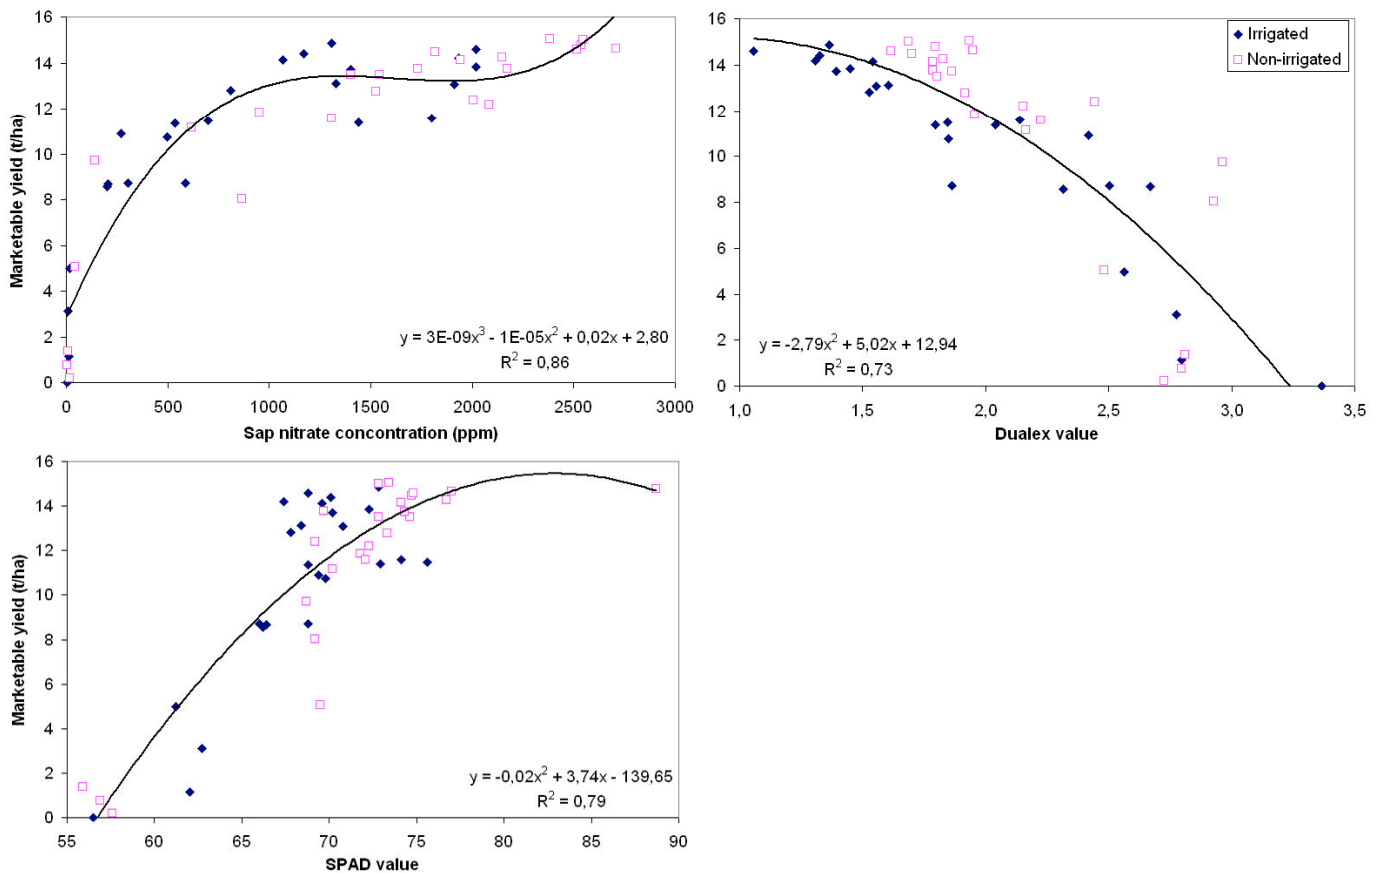 16
14
12
10
8
6
4
2
0
Marketable yield (t/ha)
y = 3E-09x³ - 1E-05x² + 0,02x + 2,80
R² = 0,86
0 500 1000 1500 2000 2500 3000
Sap nitrate concontration (ppm)
16
14
12
10
8
6
4
2
0
Marketable yield (t/ha)
Irrigated
Non-irrigated
y = -2,79x² + 5,02x + 12,94
R² = 0,73
1,0 1,5 2,0 2,5 3,0 3,5
Dualex value
16
14
12
10
8
6
4
2
0
Marketable yield (t/ha)
y = -0,02x² + 3,74x - 139,65
R² = 0,79
55 60 65 70 75 80 85 90
SPAD value